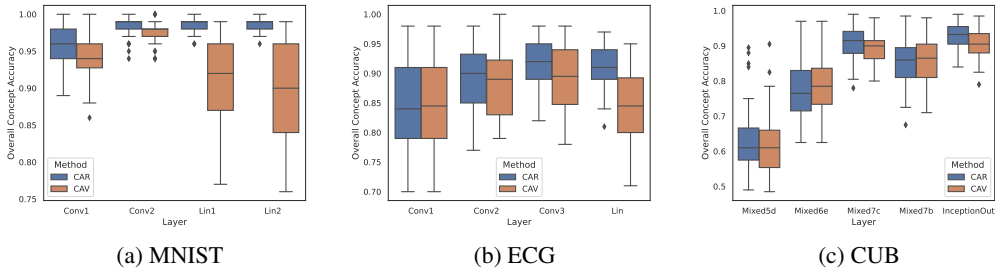 Overall Concept Accuracy
1.00
0.95
0.90
0.85
0.80
0.75
Method
CAR
CAV
Conv1 Conv2 Lin1 Lin2
Layer
(a) MNIST
Overall Concept Accuracy
1.00
0.95
0.90
0.85
0.80
0.75
0.70
Method
CAR
CAV
Conv1 Conv2 Conv3 Lin
Layer
(b) ECG
Overall Concept Accuracy
1.0
0.9
0.8
0.7
0.6
0.5
Method
CAR
CAV
Mixed5d Mixed6e Mixed7c Mixed7b InceptionOut
Layer
(c) CUB